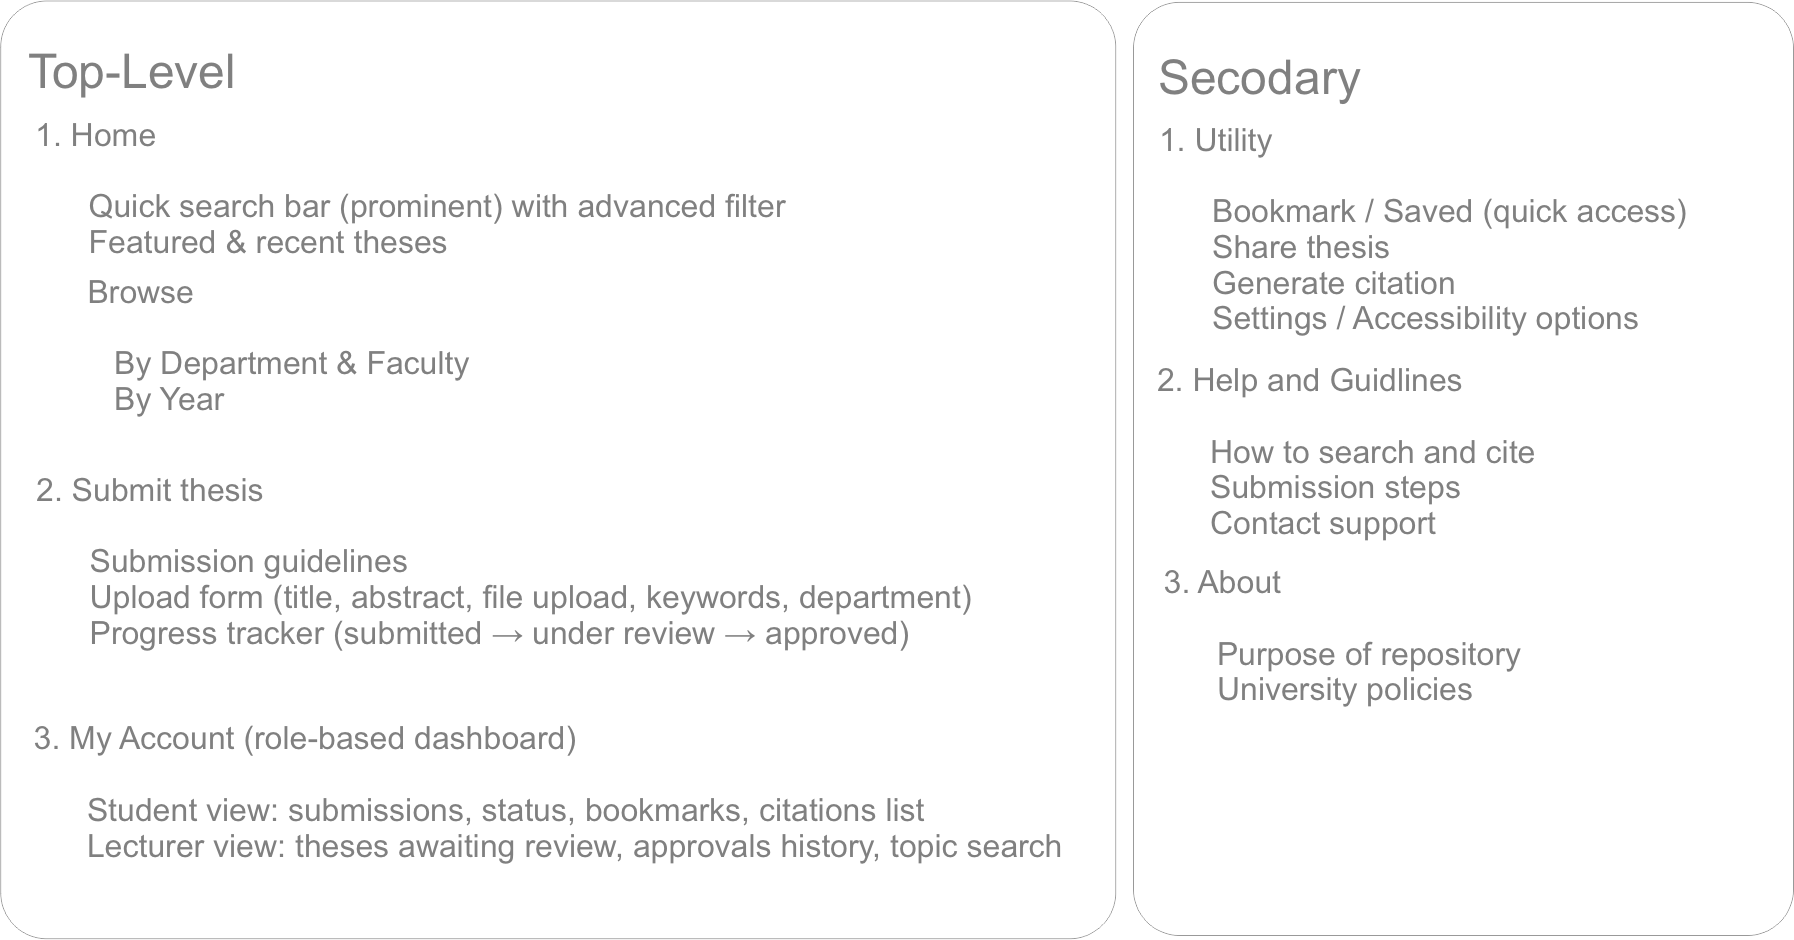 Top-Level
1. Home
Quick search bar (prominent) with advanced filter
Featured & recent theses
Browse
By Department & Faculty
By Year
2. Submit thesis
Submission guidelines
Upload form (title, abstract, file upload, keywords, department)
Progress tracker (submitted → under review → approved)
3. My Account (role-based dashboard)
Student view: submissions, status, bookmarks, citations list
Lecturer view: theses awaiting review, approvals history, topic search
Secodary
1. Utility
Bookmark / Saved (quick access)
Share thesis
Generate citation
Settings / Accessibility options
2. Help and Guidlines
How to search and cite
Submission steps
Contact support
3. About
Purpose of repository
University policies